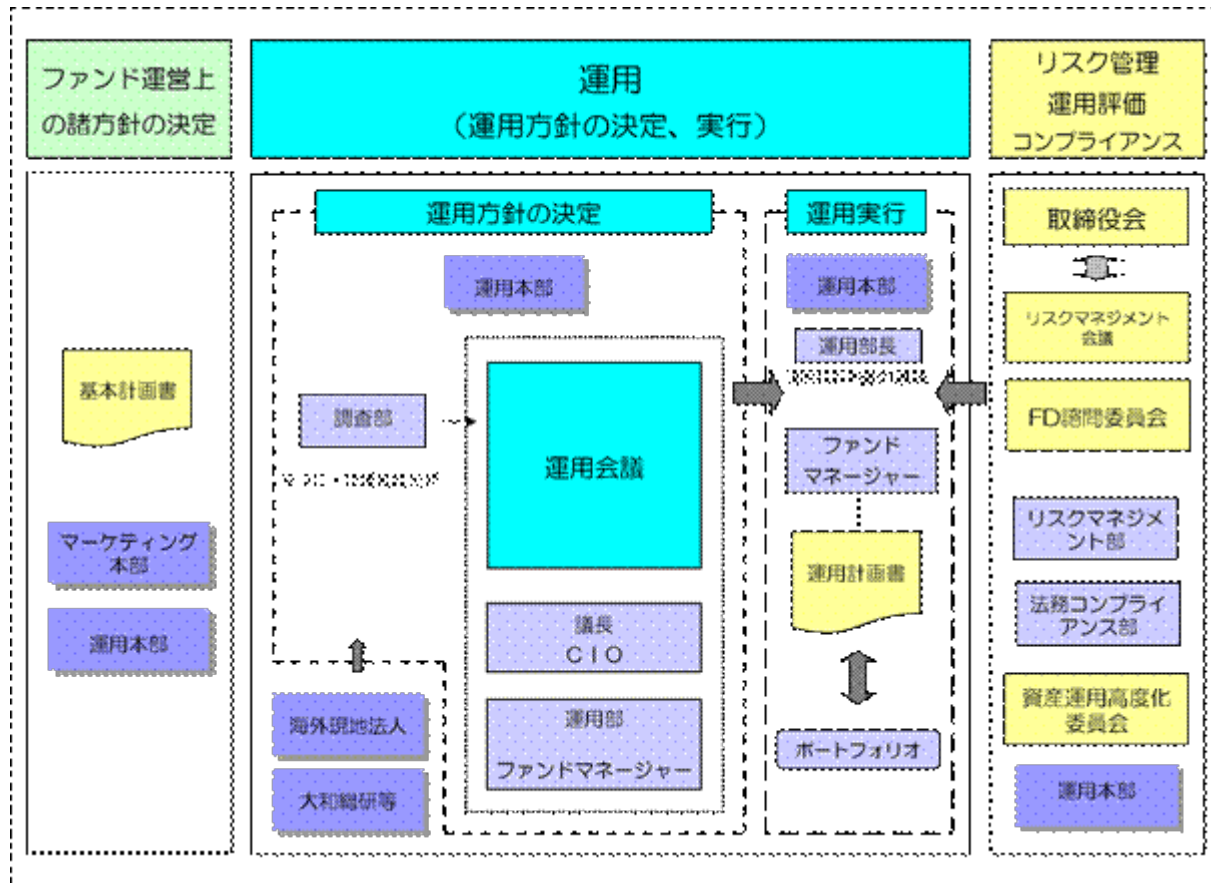 ファンド運営上
の諸方針の決定
運用
(運用方針の決定、実行)
リスク管理
運用評価
コンプライアンス
基本計画書
マーケティング
本部
運用本部
運用方針の決定
運用本部
調査部
運用会議
議長
CIO
運用部
ファンドマネージャー
海外現地法人
大和総研等
運用実行
運用本部
運用部長
ファンド
マネージャー
運用計画書
ポートフォリオ
取締役会
リスクマネジメント
会議
FD諮問委員会
リスクマネジメ
ント部
法務コンプライ
アンス部
資産運用高度化
委員会
運用本部